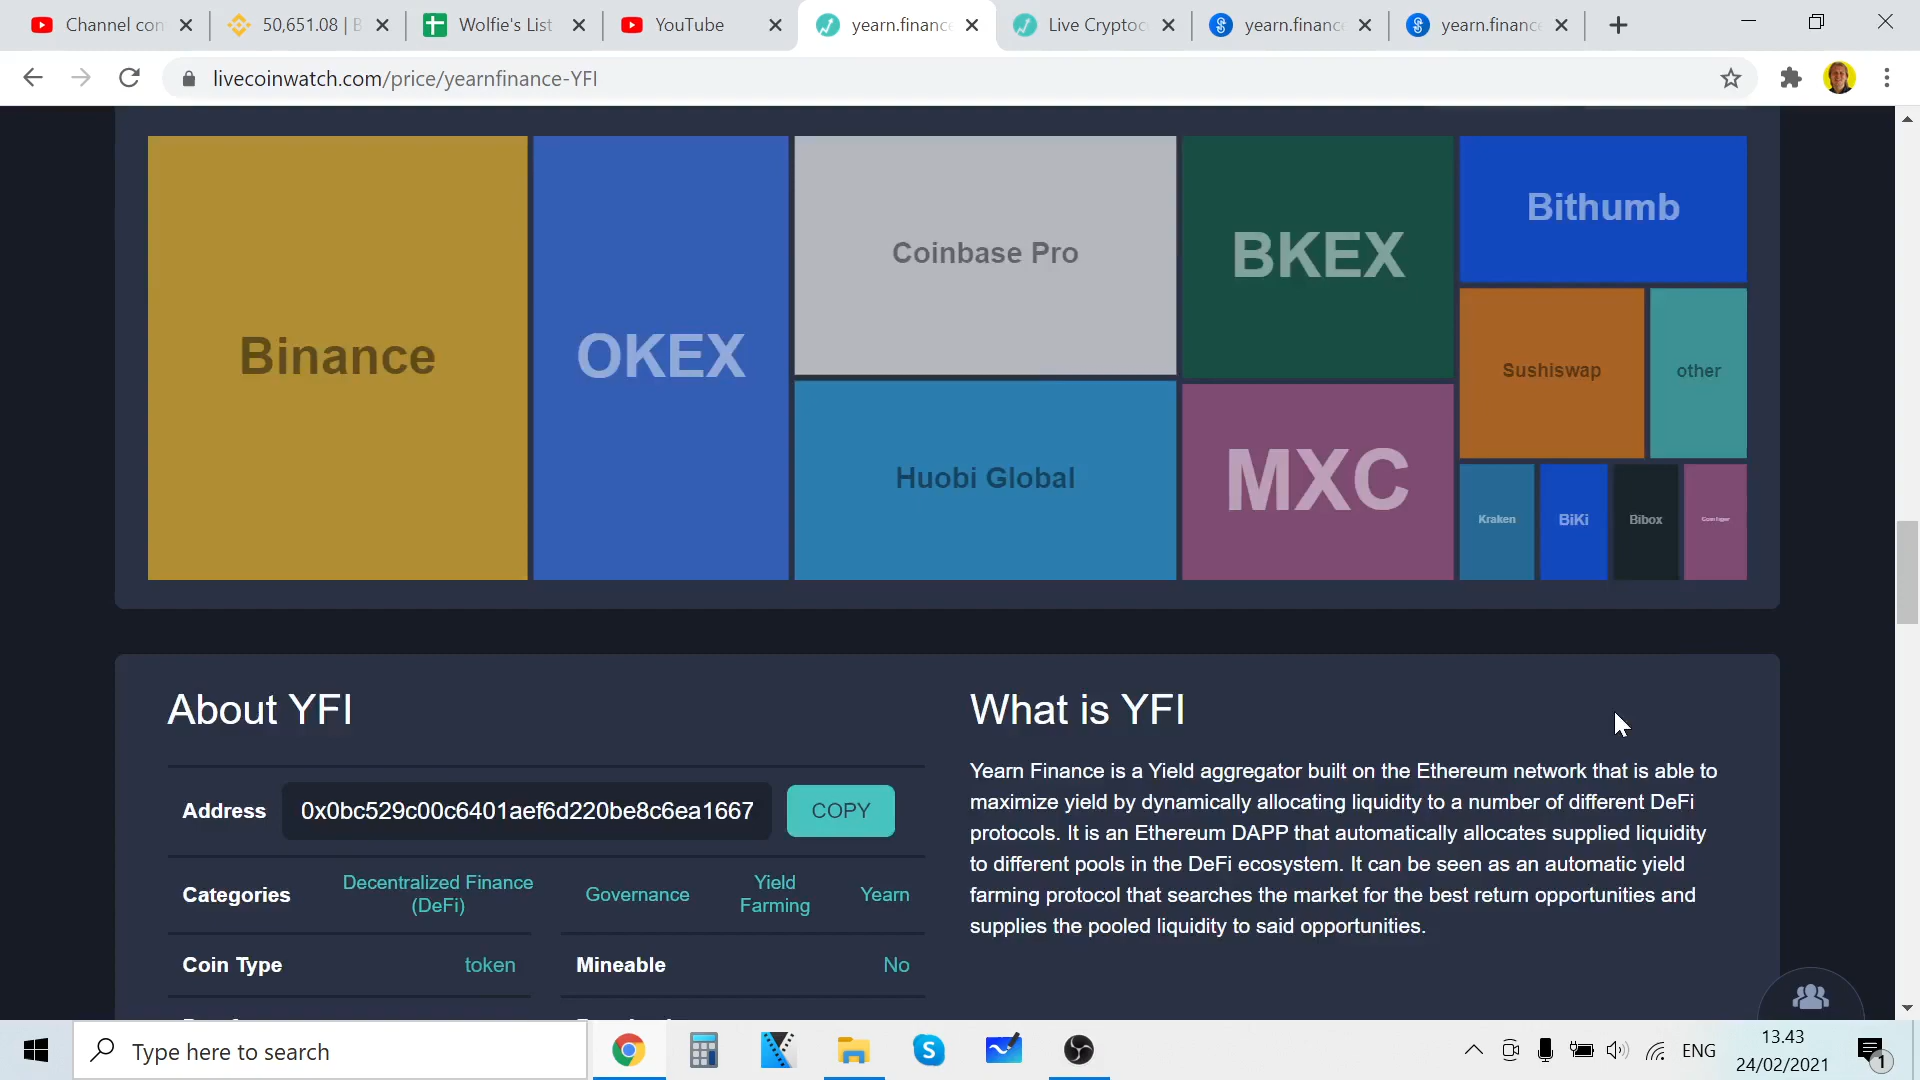 Channel con
50,651.08 | B
Wolfie's List
YouTube
yearn.finance
Live Cryptoc
yearn.finance
yearn.finance
livecoinwatch.com/price/yearnfinance-YFI
Binance
OKEX
Coinbase Pro
Huobi Global
BKEX
MXC
Bithumb
Sushiswap
other
Kraken
BiKi
Bibox
About YFI
Address
0x0bc529c00c6401aef6d220be8c6ea1667
COPY
Categories
Decentralized Finance
(DeFi)
Governance
Yield
Farming
Yearn
Coin Type
token
Mineable
No
What is YFI
Yearn Finance is a Yield aggregator built on the Ethereum network that is able to
maximize yield by dynamically allocating liquidity to a number of different DeFi
protocols. It is an Ethereum DAPP that automatically allocates supplied liquidity
to different pools in the DeFi ecosystem. It can be seen as an automatic yield
farming protocol that searches the market for the best return opportunities and
supplies the pooled liquidity to said opportunities.
Type here to search
ENG
13.43
24/02/2021
1